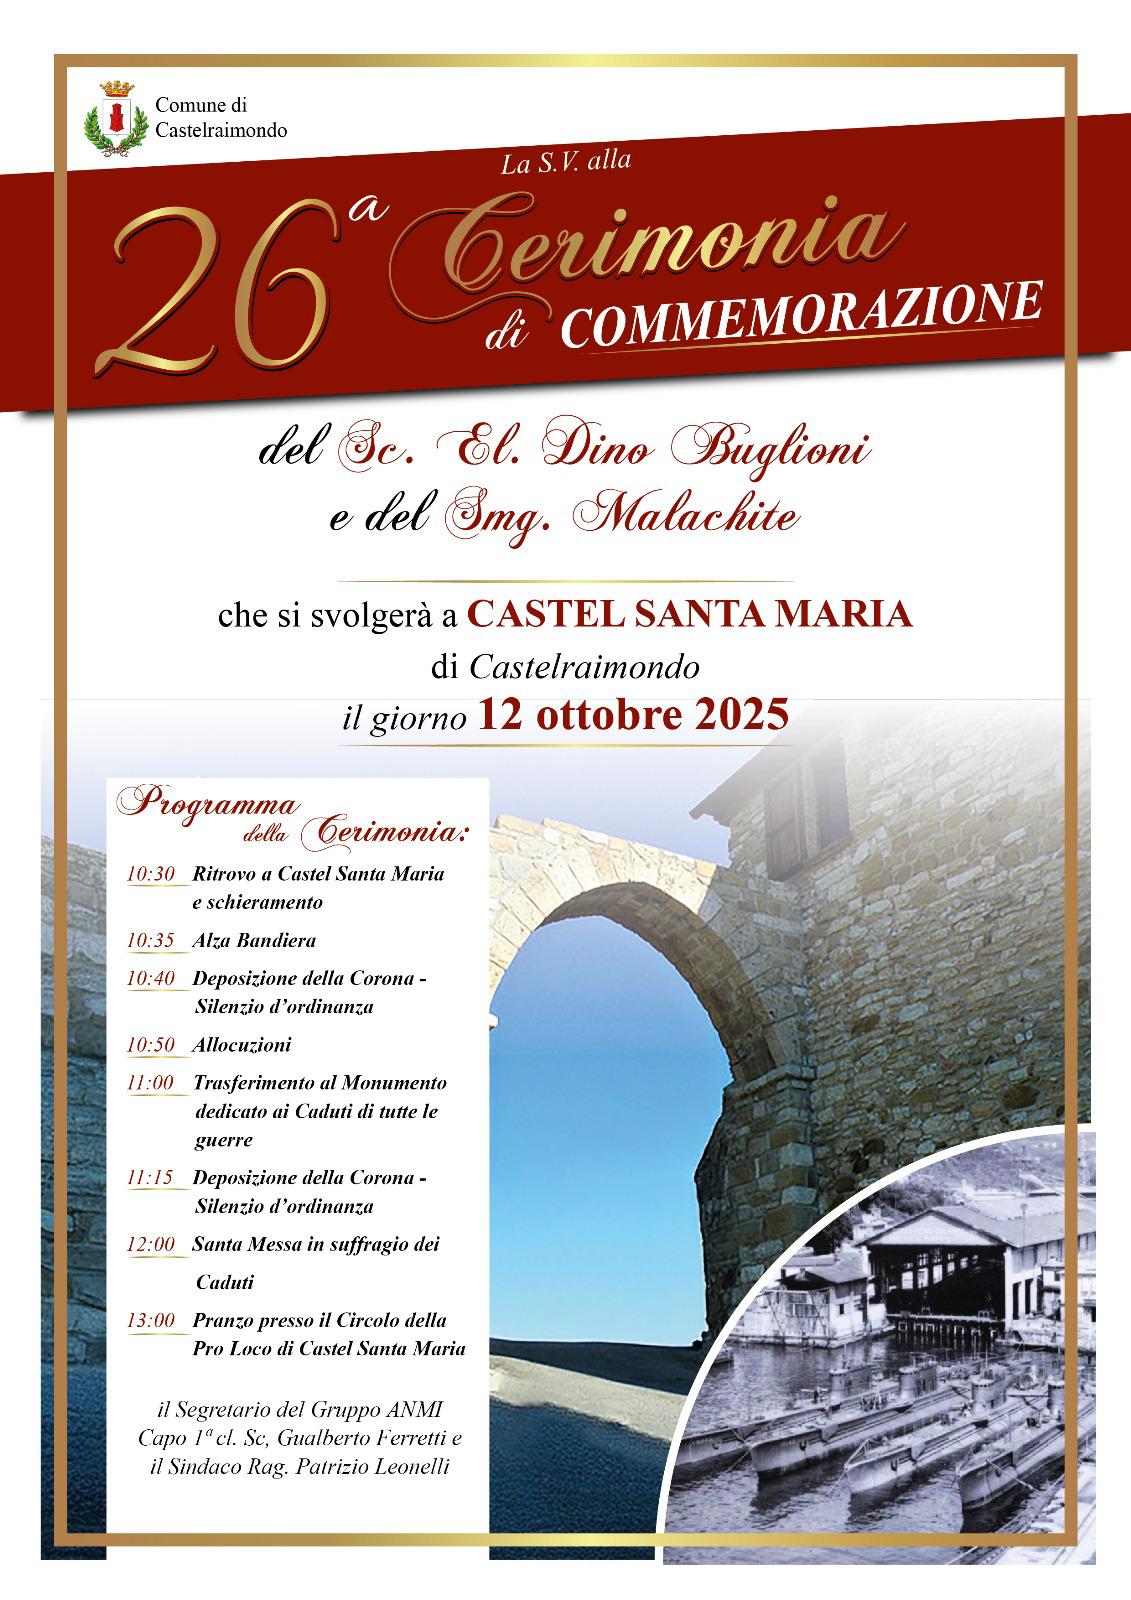 Comune di
Castelraimondo
La S.V. alla
26a Cerimonia
di COMMEMORAZIONE
del Sc. El. Dino Buglioni
e del Smg. Malachite
che si svolgerà a CASTEL SANTA MARIA
di Castelraimondo
il giorno 12 ottobre 2025
Programma
della Cerimonia:
10:30 Ritrovo a Castel Santa Maria
e schieramento
10:35 Alza Bandiera
10:40 Deposizione della Corona -
Silenzio d'ordinanza
10:50 Allocuzioni
11:00 Trasferimento al Monumento
dedicato ai Caduti di tutte le
guerre
11:15 Deposizione della Corona -
Silenzio d'ordinanza
12:00 Santa Messa in suffragio dei
Caduti
13:00 Pranzo presso il Circolo della
Pro Loco di Castel Santa Maria
il Segretario del Gruppo ANMI
Capo 1ª cl. Sc, Gualberto Ferretti e
il Sindaco Rag. Patrizio Leonelli